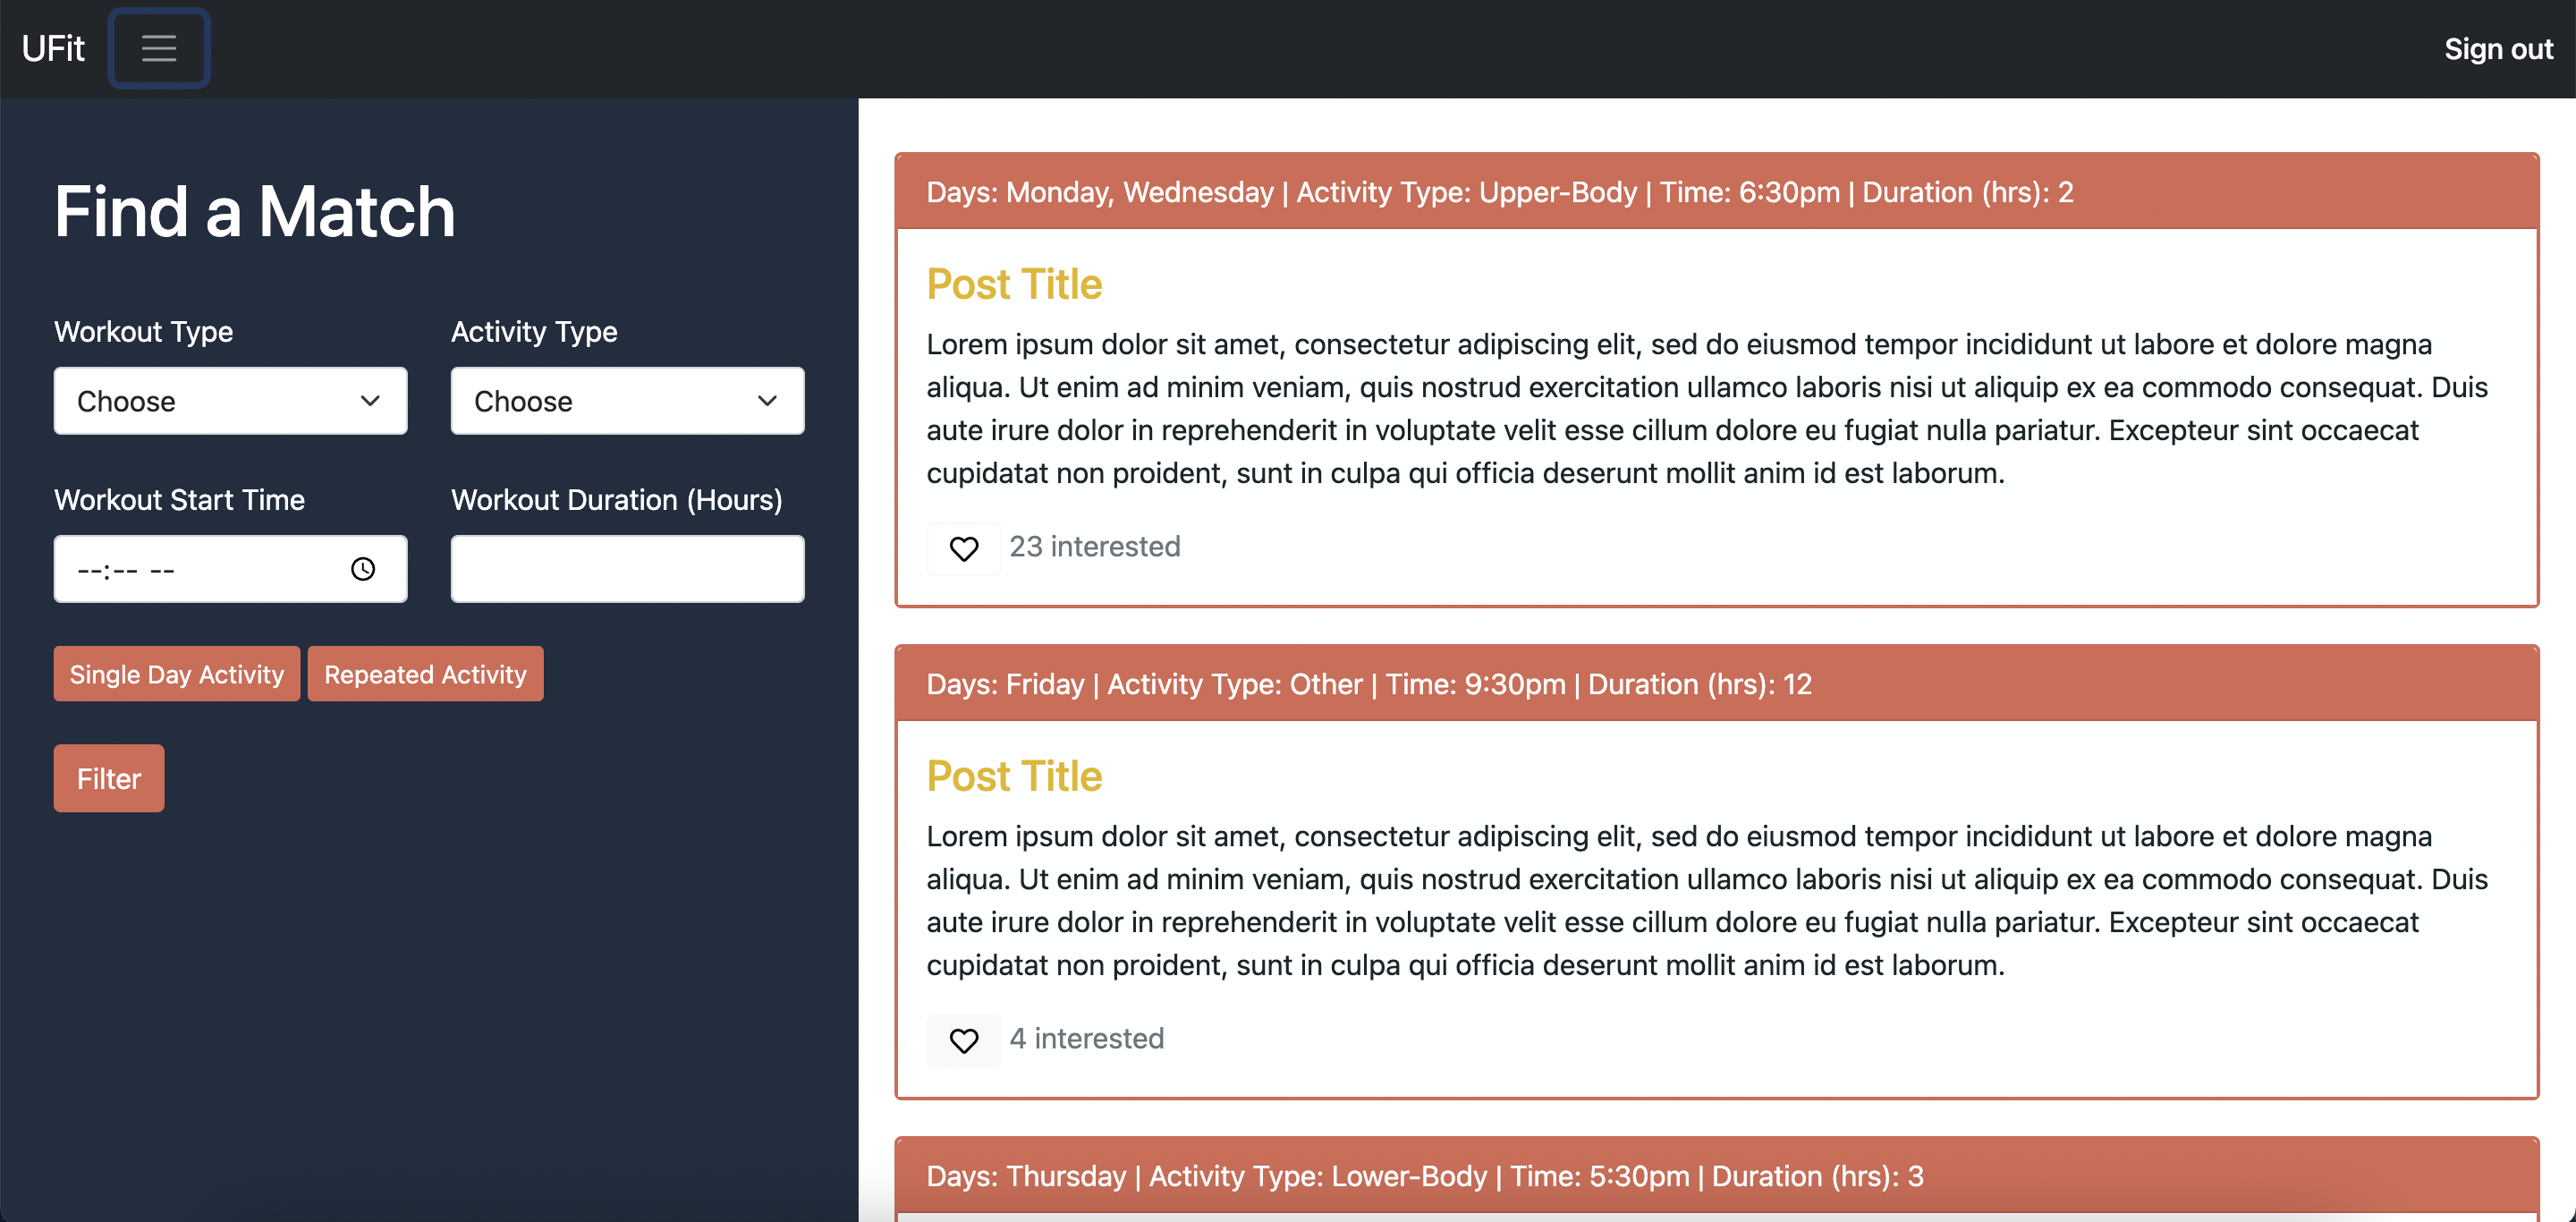 UFit
Sign out
Find a Match
Workout Type
Activity Type
Choose
Choose
Workout Start Time
Workout Duration (Hours)
--:-- --
Single Day Activity
Repeated Activity
Filter
Days: Monday, Wednesday | Activity Type: Upper-Body | Time: 6:30pm | Duration (hrs): 2
Post Title
Lorem ipsum dolor sit amet, consectetur adipiscing elit, sed do eiusmod tempor incididunt ut labore et dolore magna
aliqua. Ut enim ad minim veniam, quis nostrud exercitation ullamco laboris nisi ut aliquip ex ea commodo consequat. Duis
aute irure dolor in reprehenderit in voluptate velit esse cillum dolore eu fugiat nulla pariatur. Excepteur sint occaecat
cupidatat non proident, sunt in culpa qui officia deserunt mollit anim id est laborum.
23 interested
Days: Friday | Activity Type: Other | Time: 9:30pm | Duration (hrs): 12
Post Title
Lorem ipsum dolor sit amet, consectetur adipiscing elit, sed do eiusmod tempor incididunt ut labore et dolore magna
aliqua. Ut enim ad minim veniam, quis nostrud exercitation ullamco laboris nisi ut aliquip ex ea commodo consequat. Duis
aute irure dolor in reprehenderit in voluptate velit esse cillum dolore eu fugiat nulla pariatur. Excepteur sint occaecat
cupidatat non proident, sunt in culpa qui officia deserunt mollit anim id est laborum.
4 interested
Days: Thursday | Activity Type: Lower-Body | Time: 5:30pm | Duration (hrs): 3